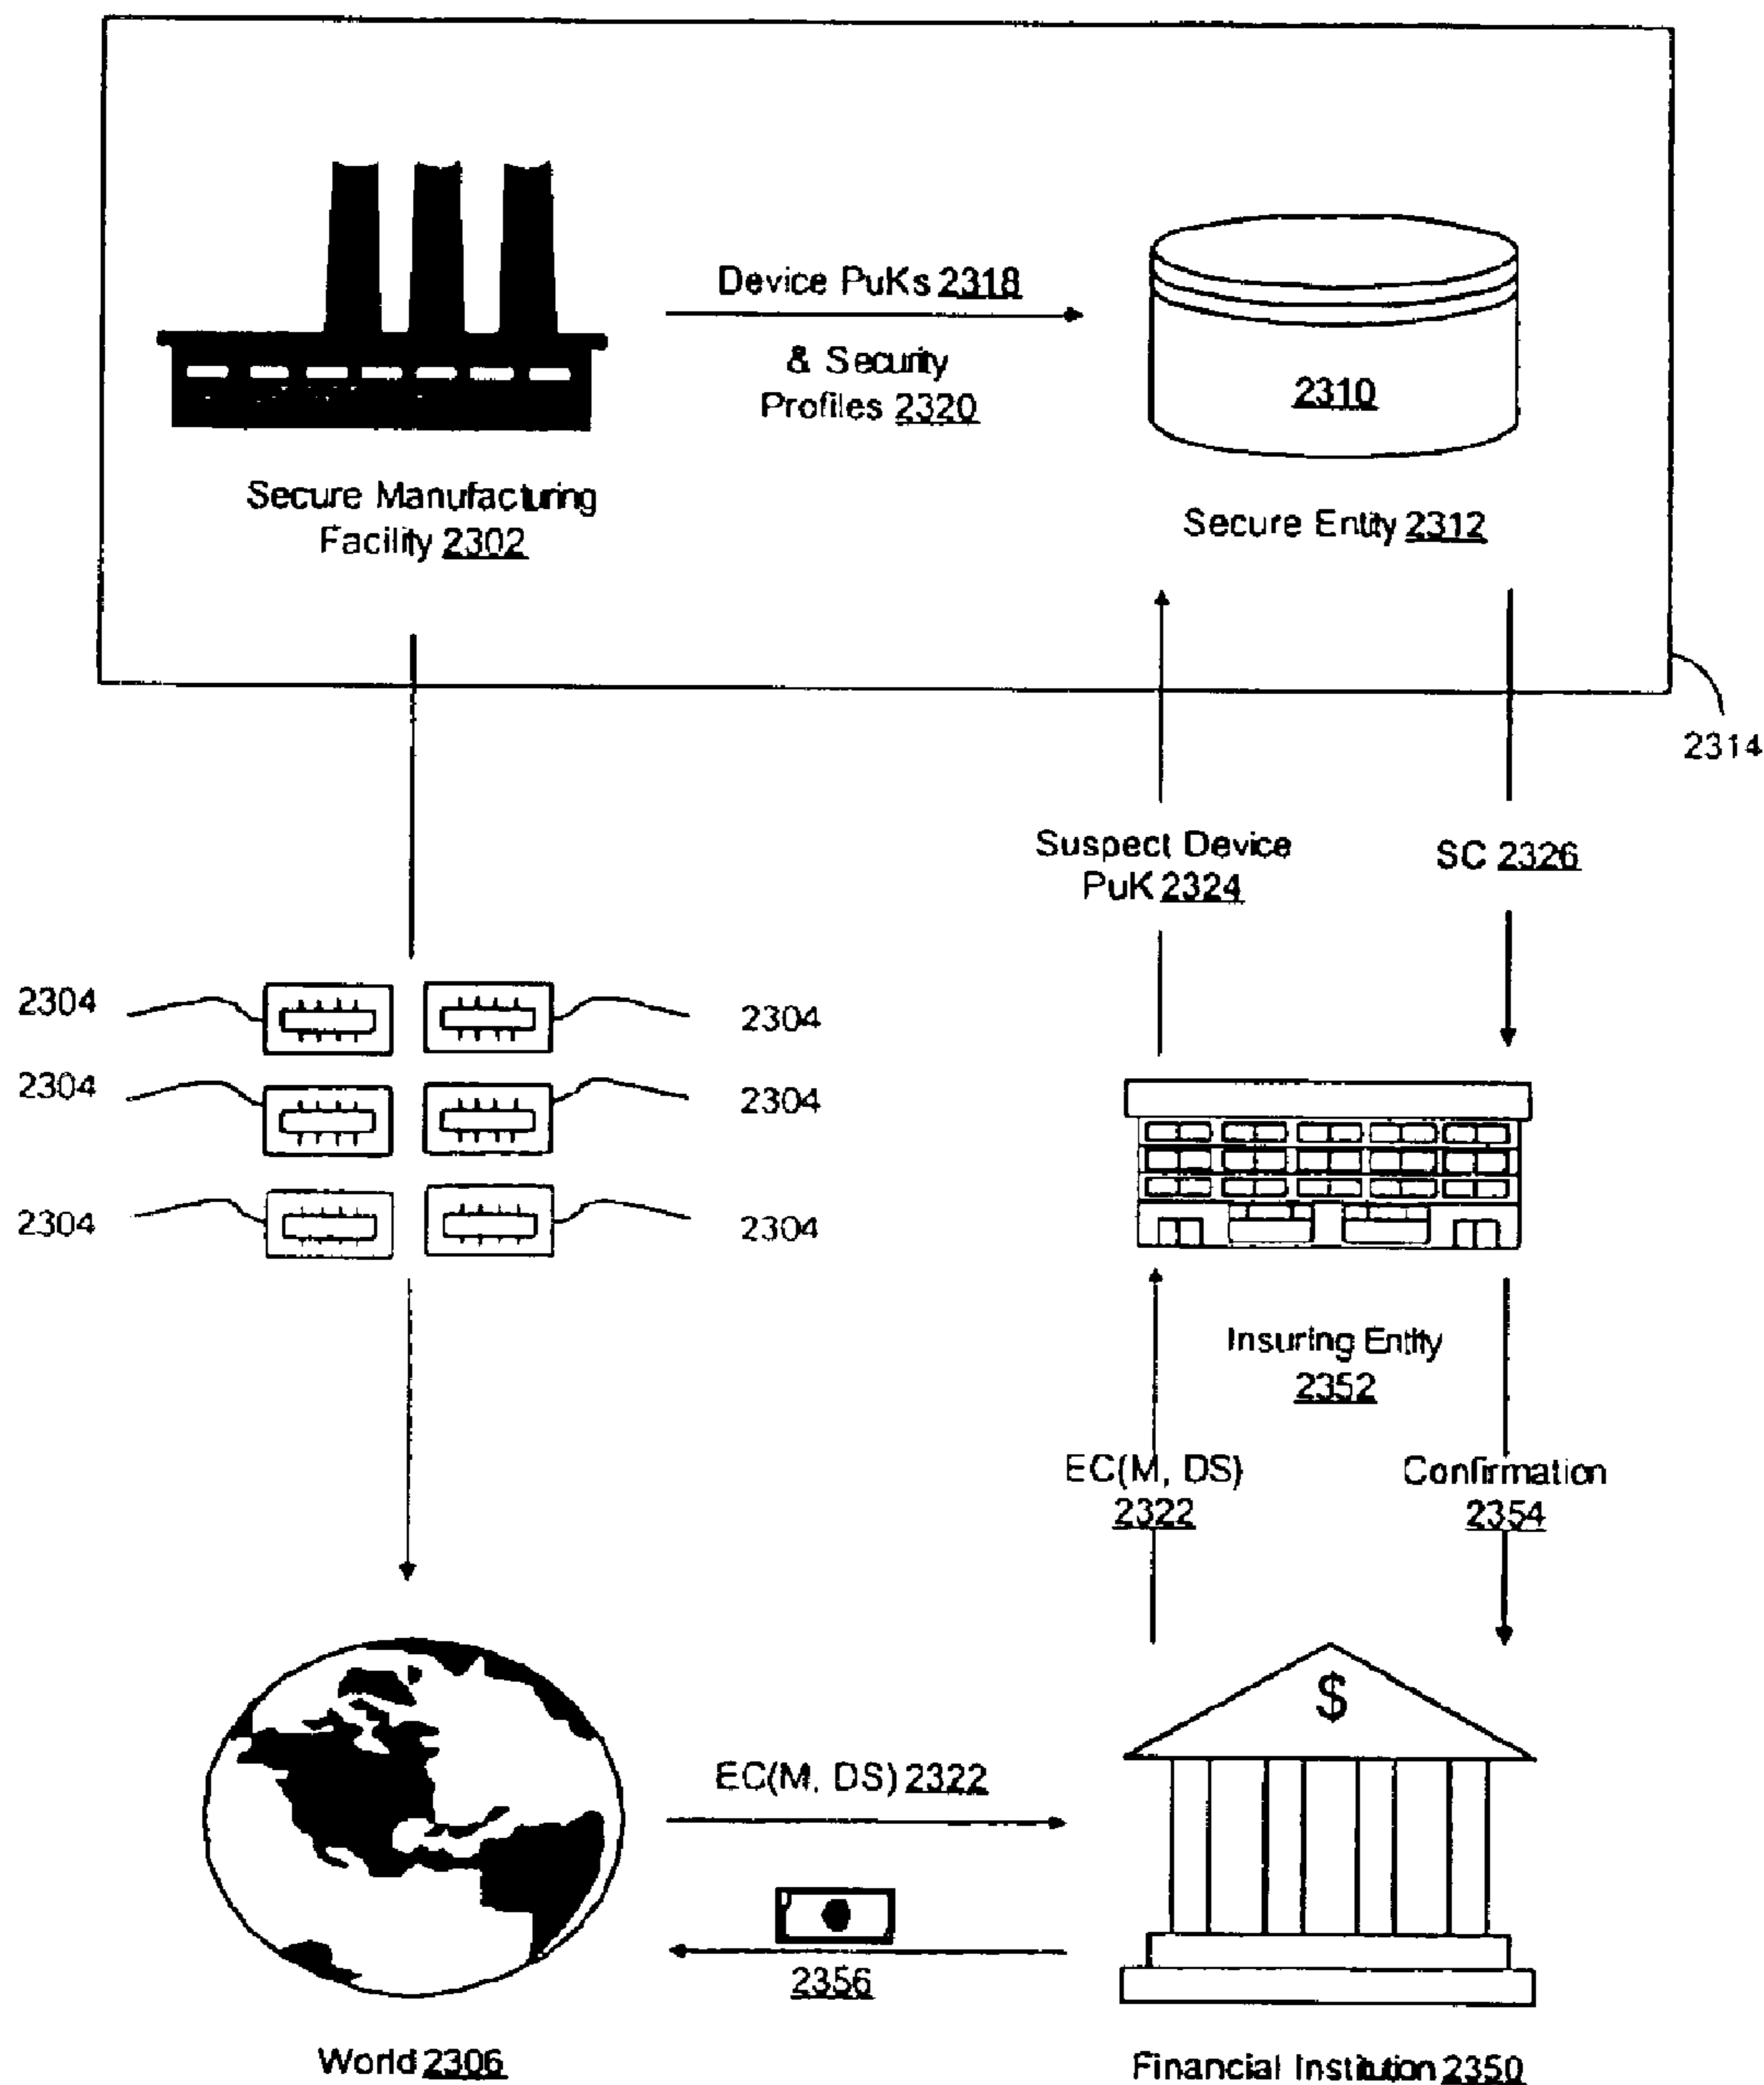 Device PuKs 2318
& Security
Profiles 2320
2310
Secure Manufacturing
Facility 2302
Secure Entity 2312
2314
Suspect Device
PuK 2324
SC 2326
2304
2304
2304
2304
2304
2304
Insuring Entity
2352
EC(M, DS)
2322
Confirmation
2354
$
EC(M, DS) 2322
2356
World 2306
Financial Institution 2350